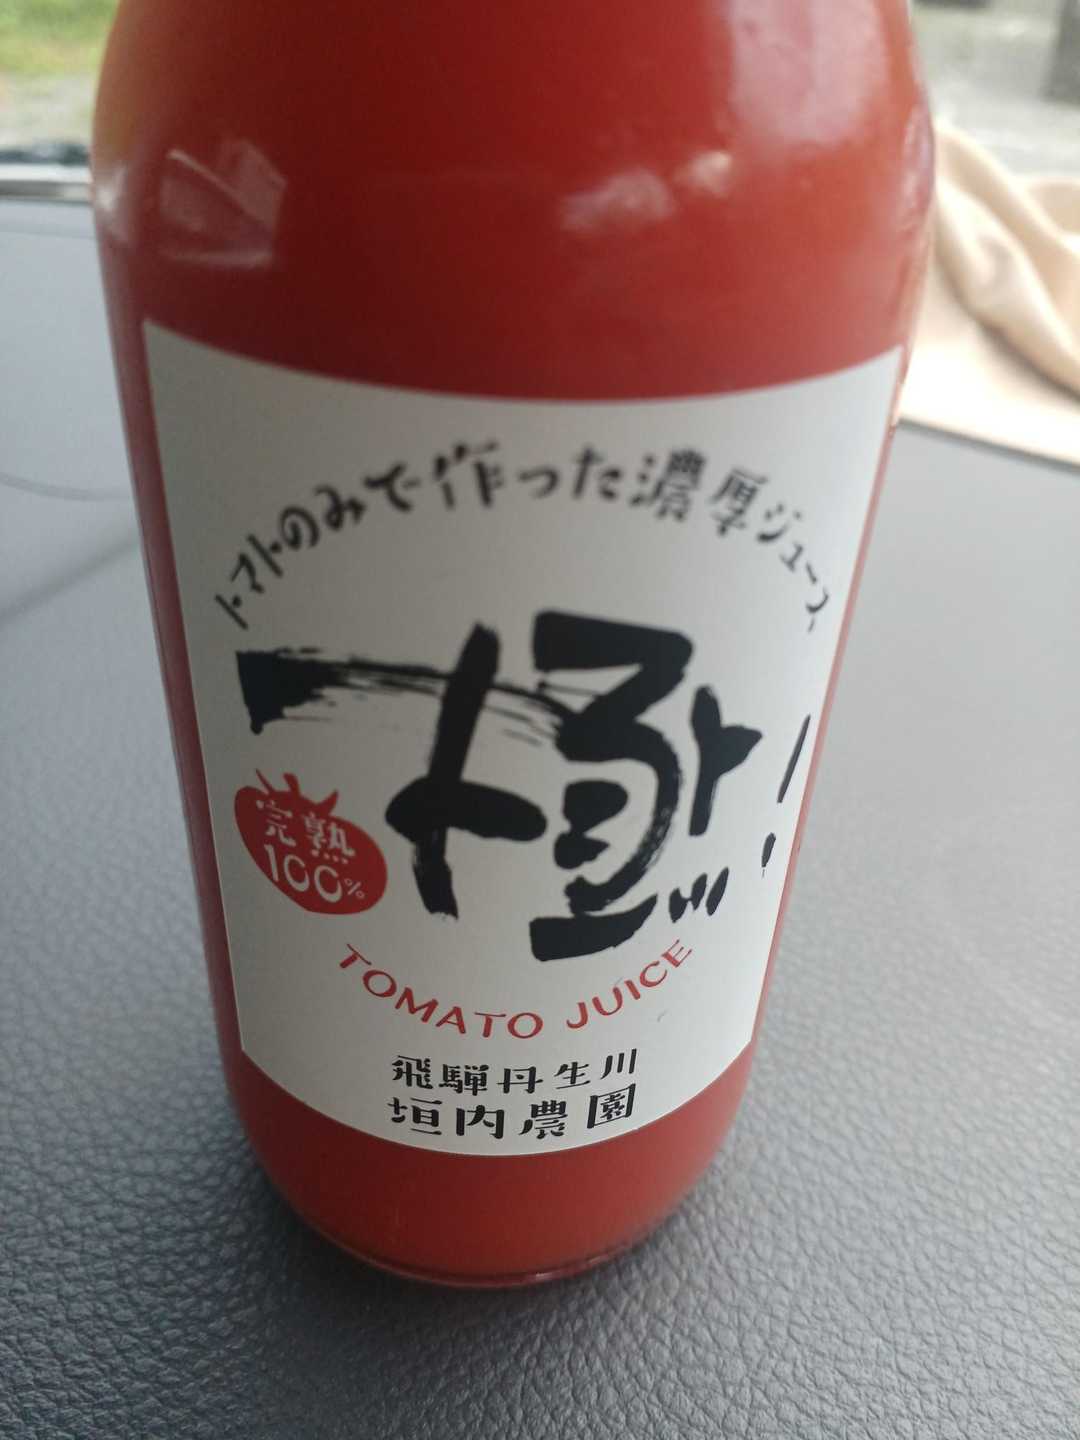 トマトのみで作った濃厚ジュース
極!!
完熟
100%
TOMATO JUICE
飛騨丹生川
垣内農園